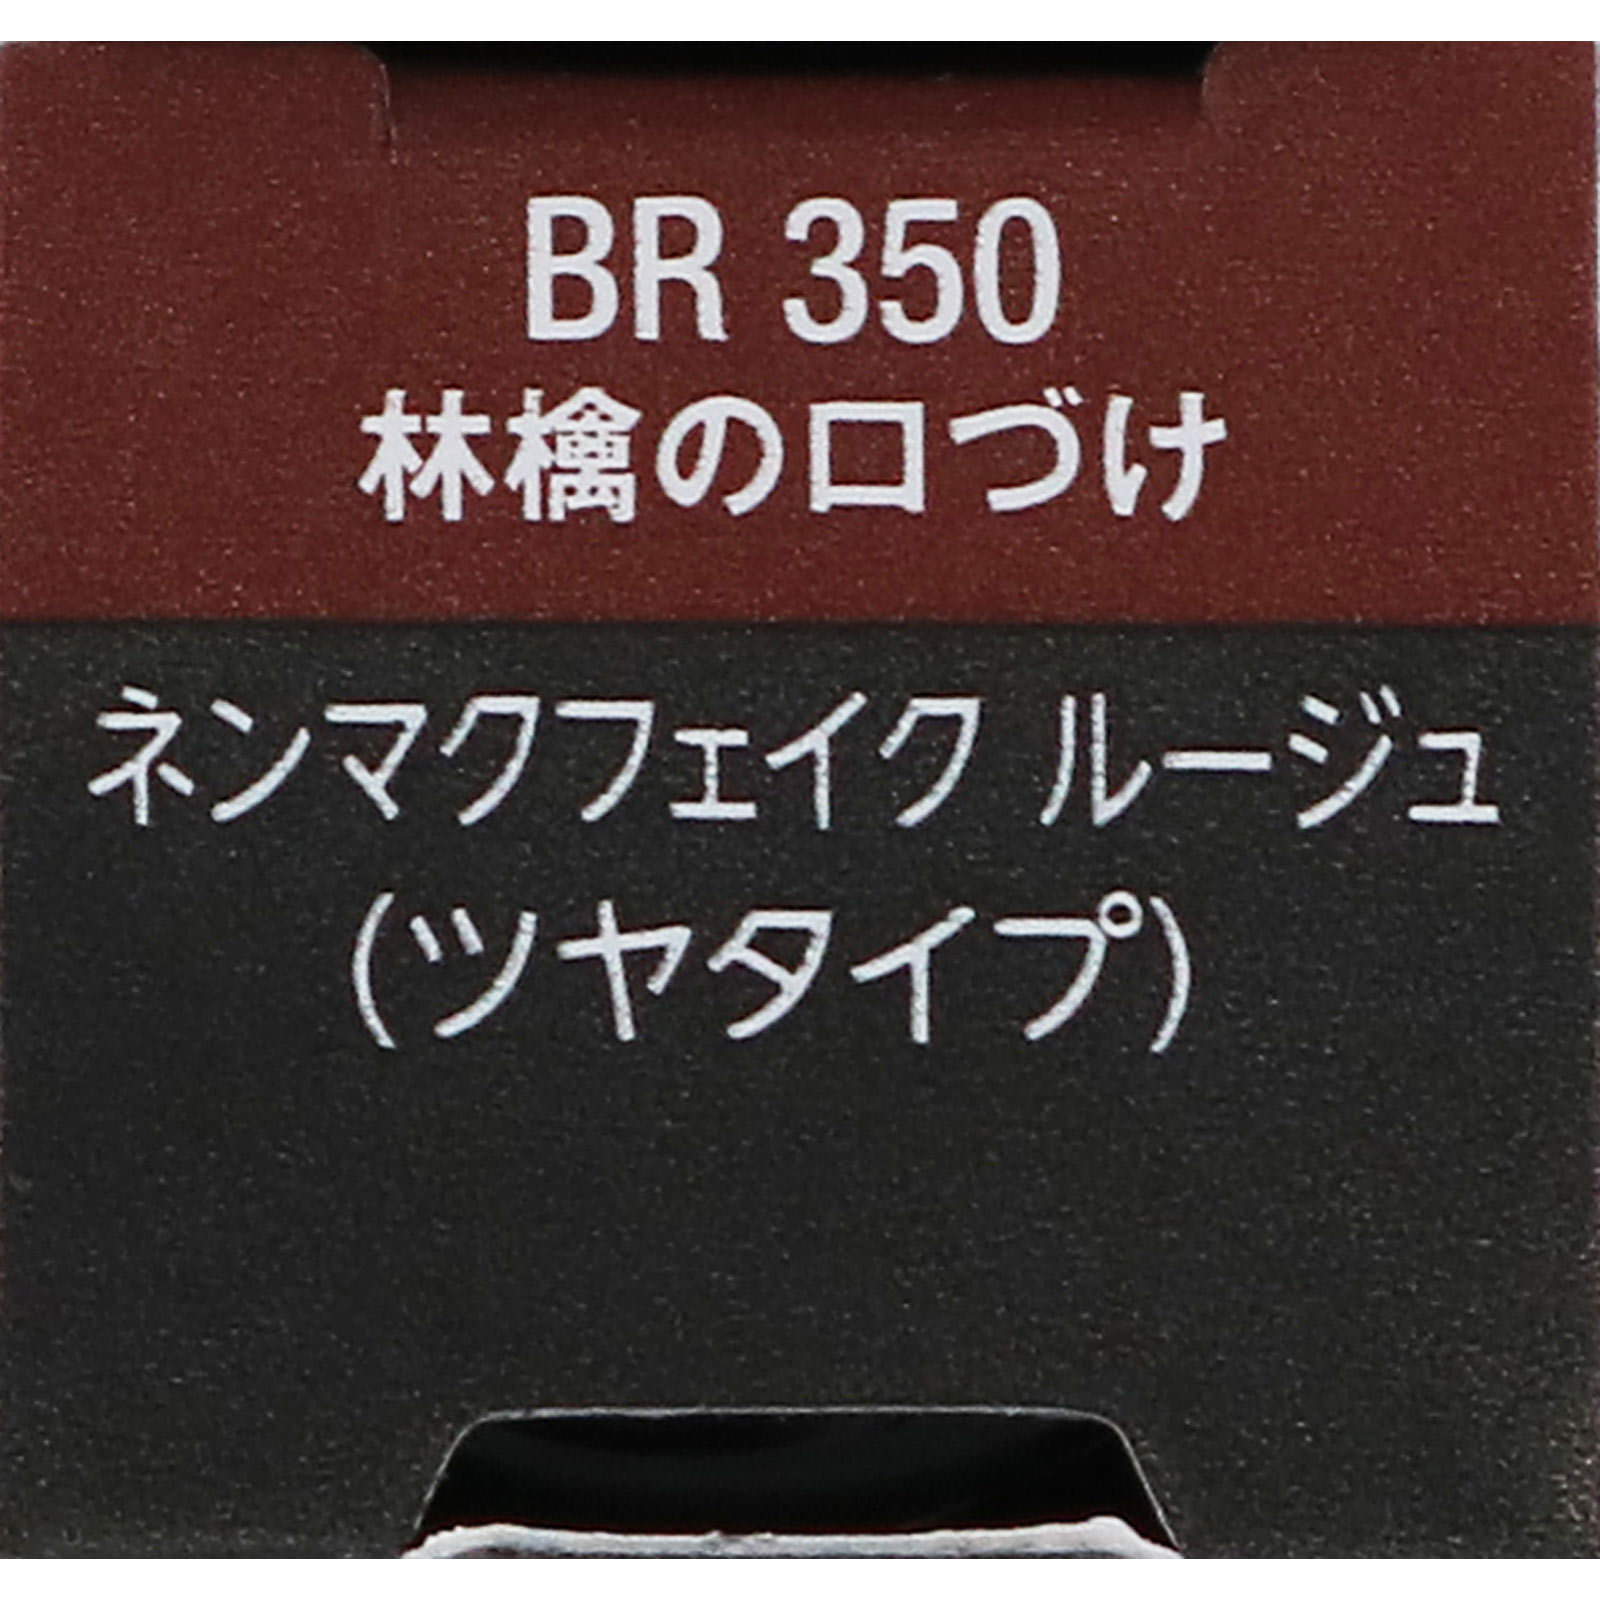 BR 350
林檎の口づけ
ネンマクフェイク ルージュ
(ツヤタイプ)